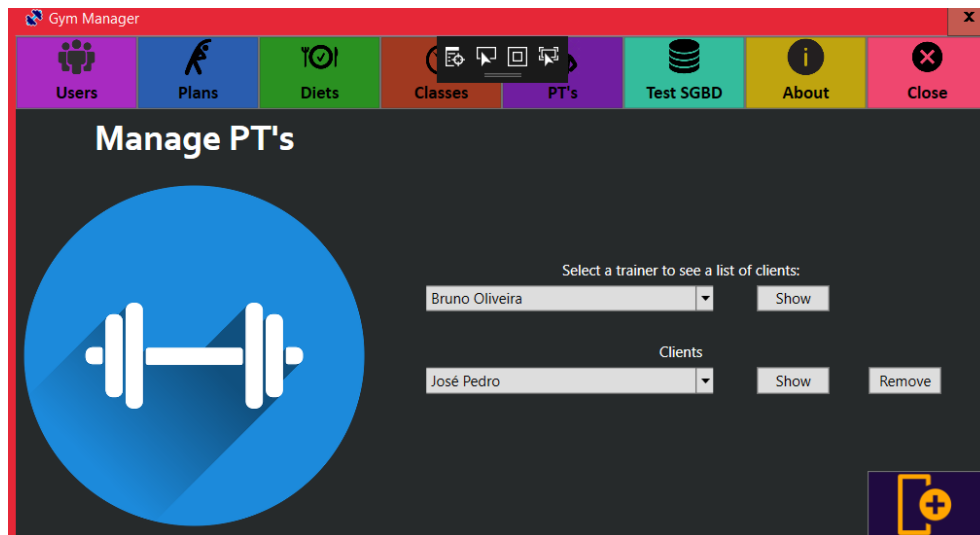 Gym Manager
x
Users Plans Diets Classes PT's Test SGBD About Close
Manage PT's
Select a trainer to see a list of clients:
Bruno Oliveira Show
Clients
José Pedro Show Remove